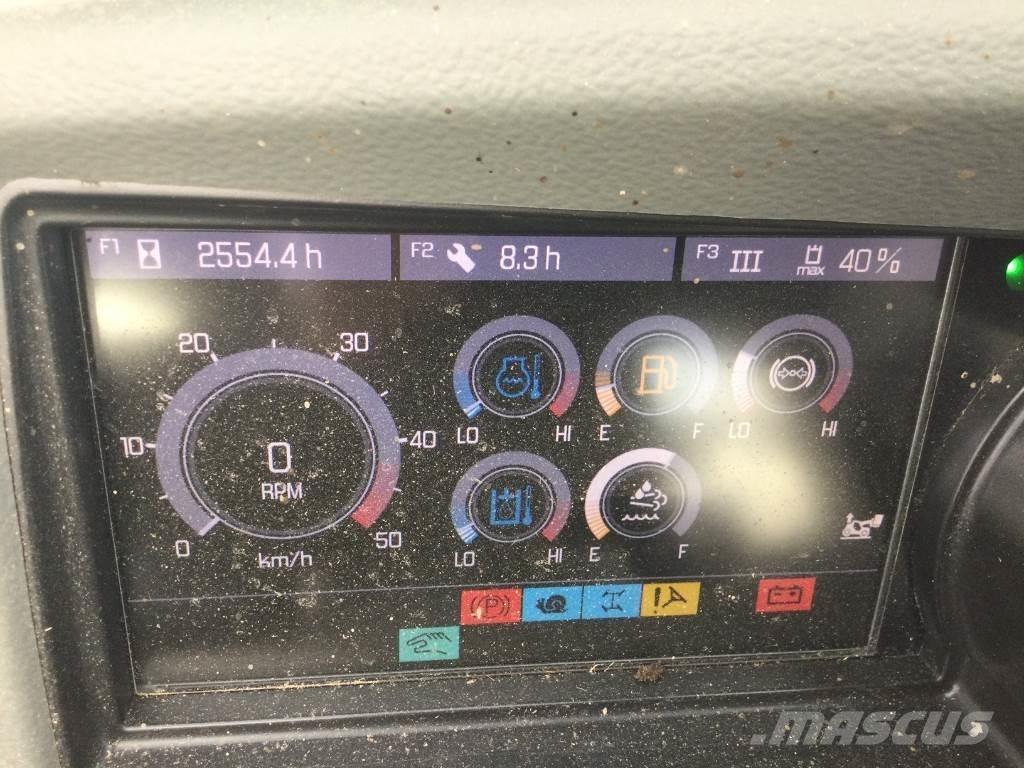 F1 2554.4 h
F2 8.3 h
F3 III max 40%
20 30
10 40
0 50
0
RPM
km/h
LO HI
E F
LO HI
LO HI
E F
(P)
!
MASCUS